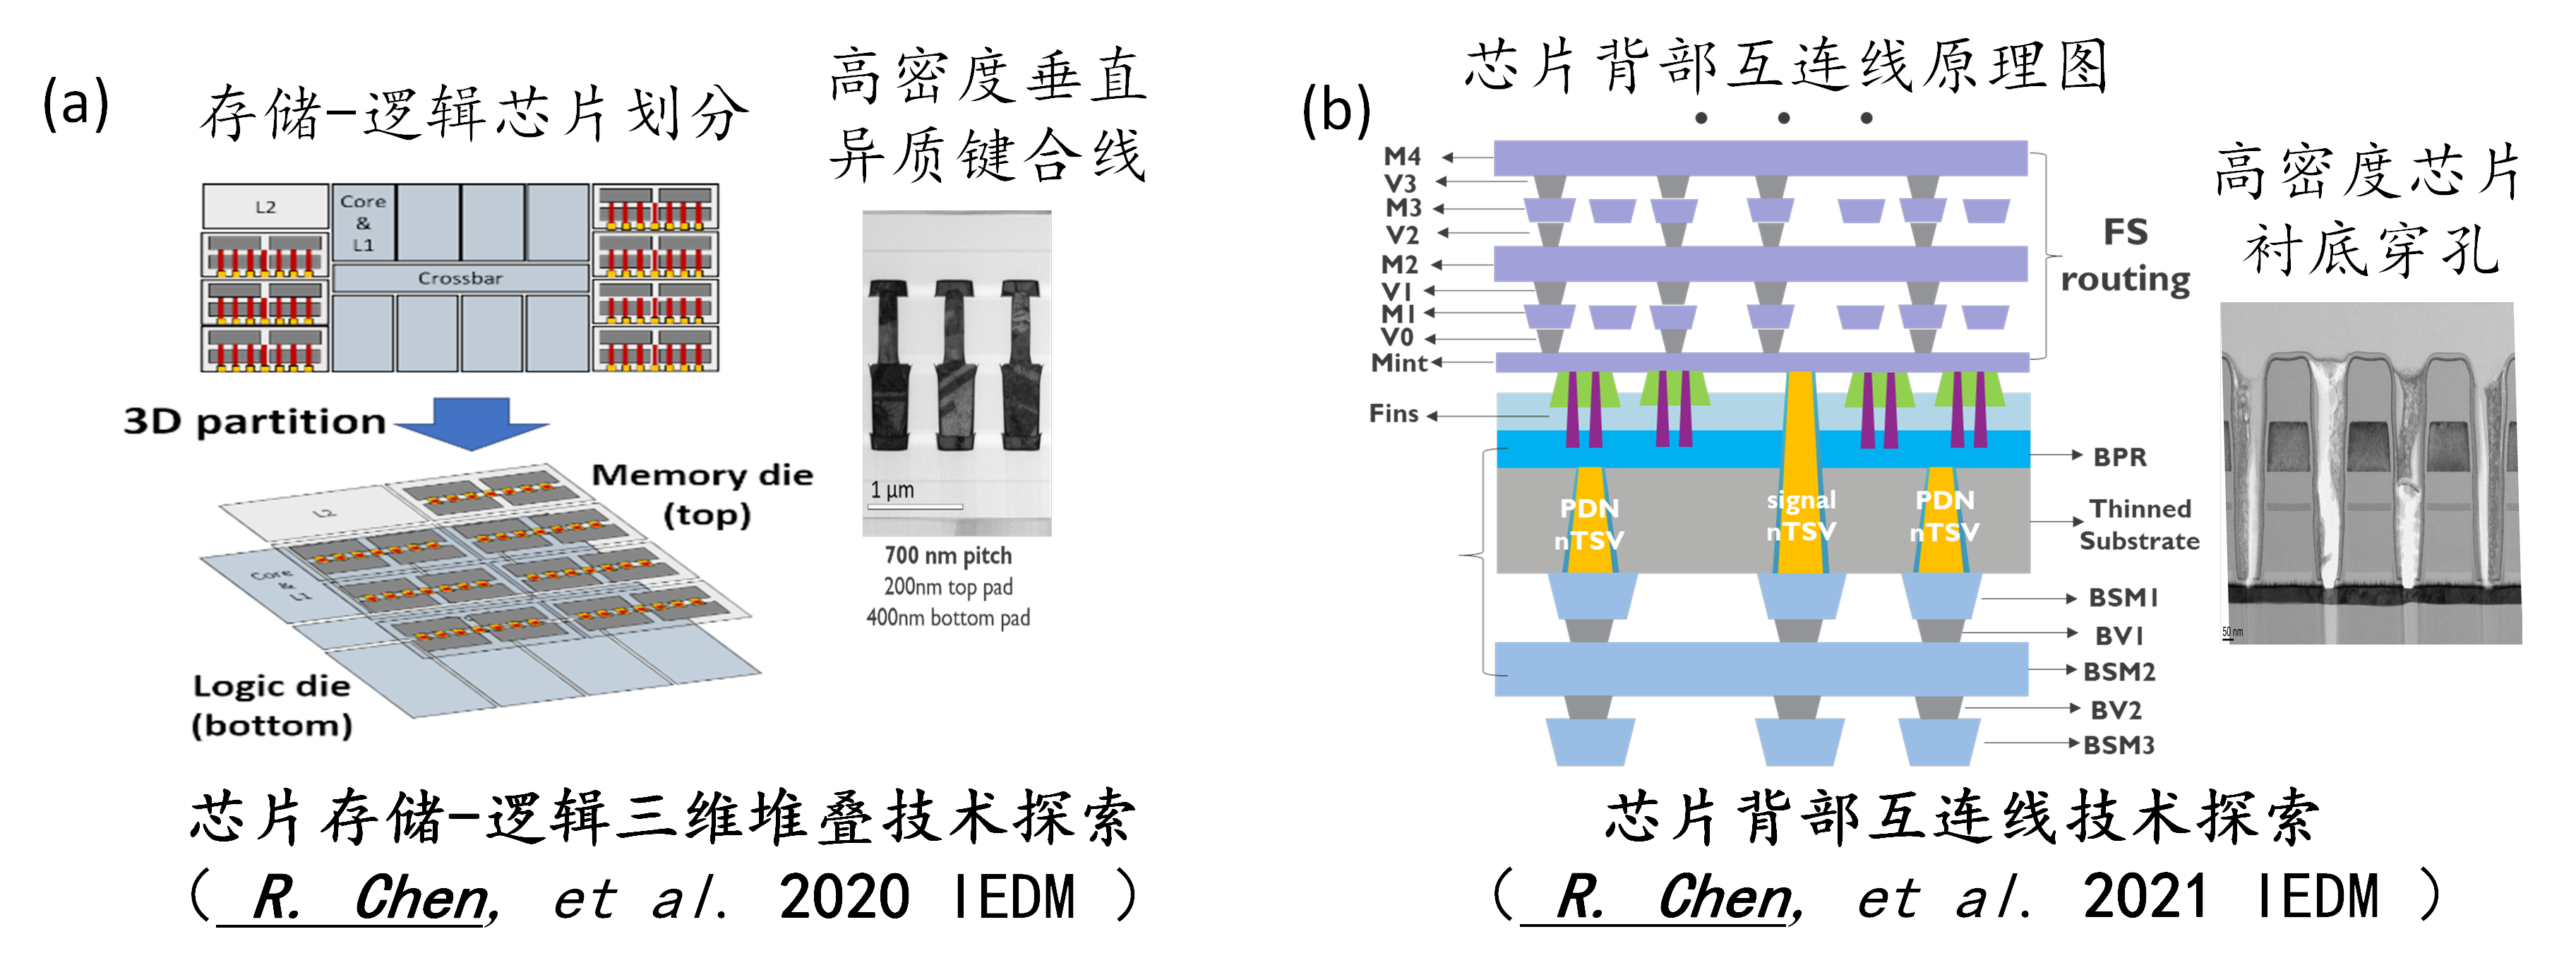 (a)
存储-逻辑芯片划分
高密度垂直
异质键合线
L2
Core
&
L1
Crossbar
3D partition
Memory die
(top)
L2
Core
&
L1
Logic die
(bottom)
1 μm
700 nm pitch
200nm top pad
400nm bottom pad
芯片存储-逻辑三维堆叠技术探索
( R. Chen, et al. 2020 IEDM )
(b)
芯片背部互连线原理图
• • •
M4
V3
M3
V2
M2
V1
M1
V0
Mint
Fins
FS
routing
BPR
PDN
nTSV
signal
nTSV
PDN
nTSV
Thinned
Substrate
BSM1
BV1
BSM2
BV2
BSM3
高密度芯片
衬底穿孔
50 nm
芯片背部互连线技术探索
( R. Chen, et al. 2021 IEDM )